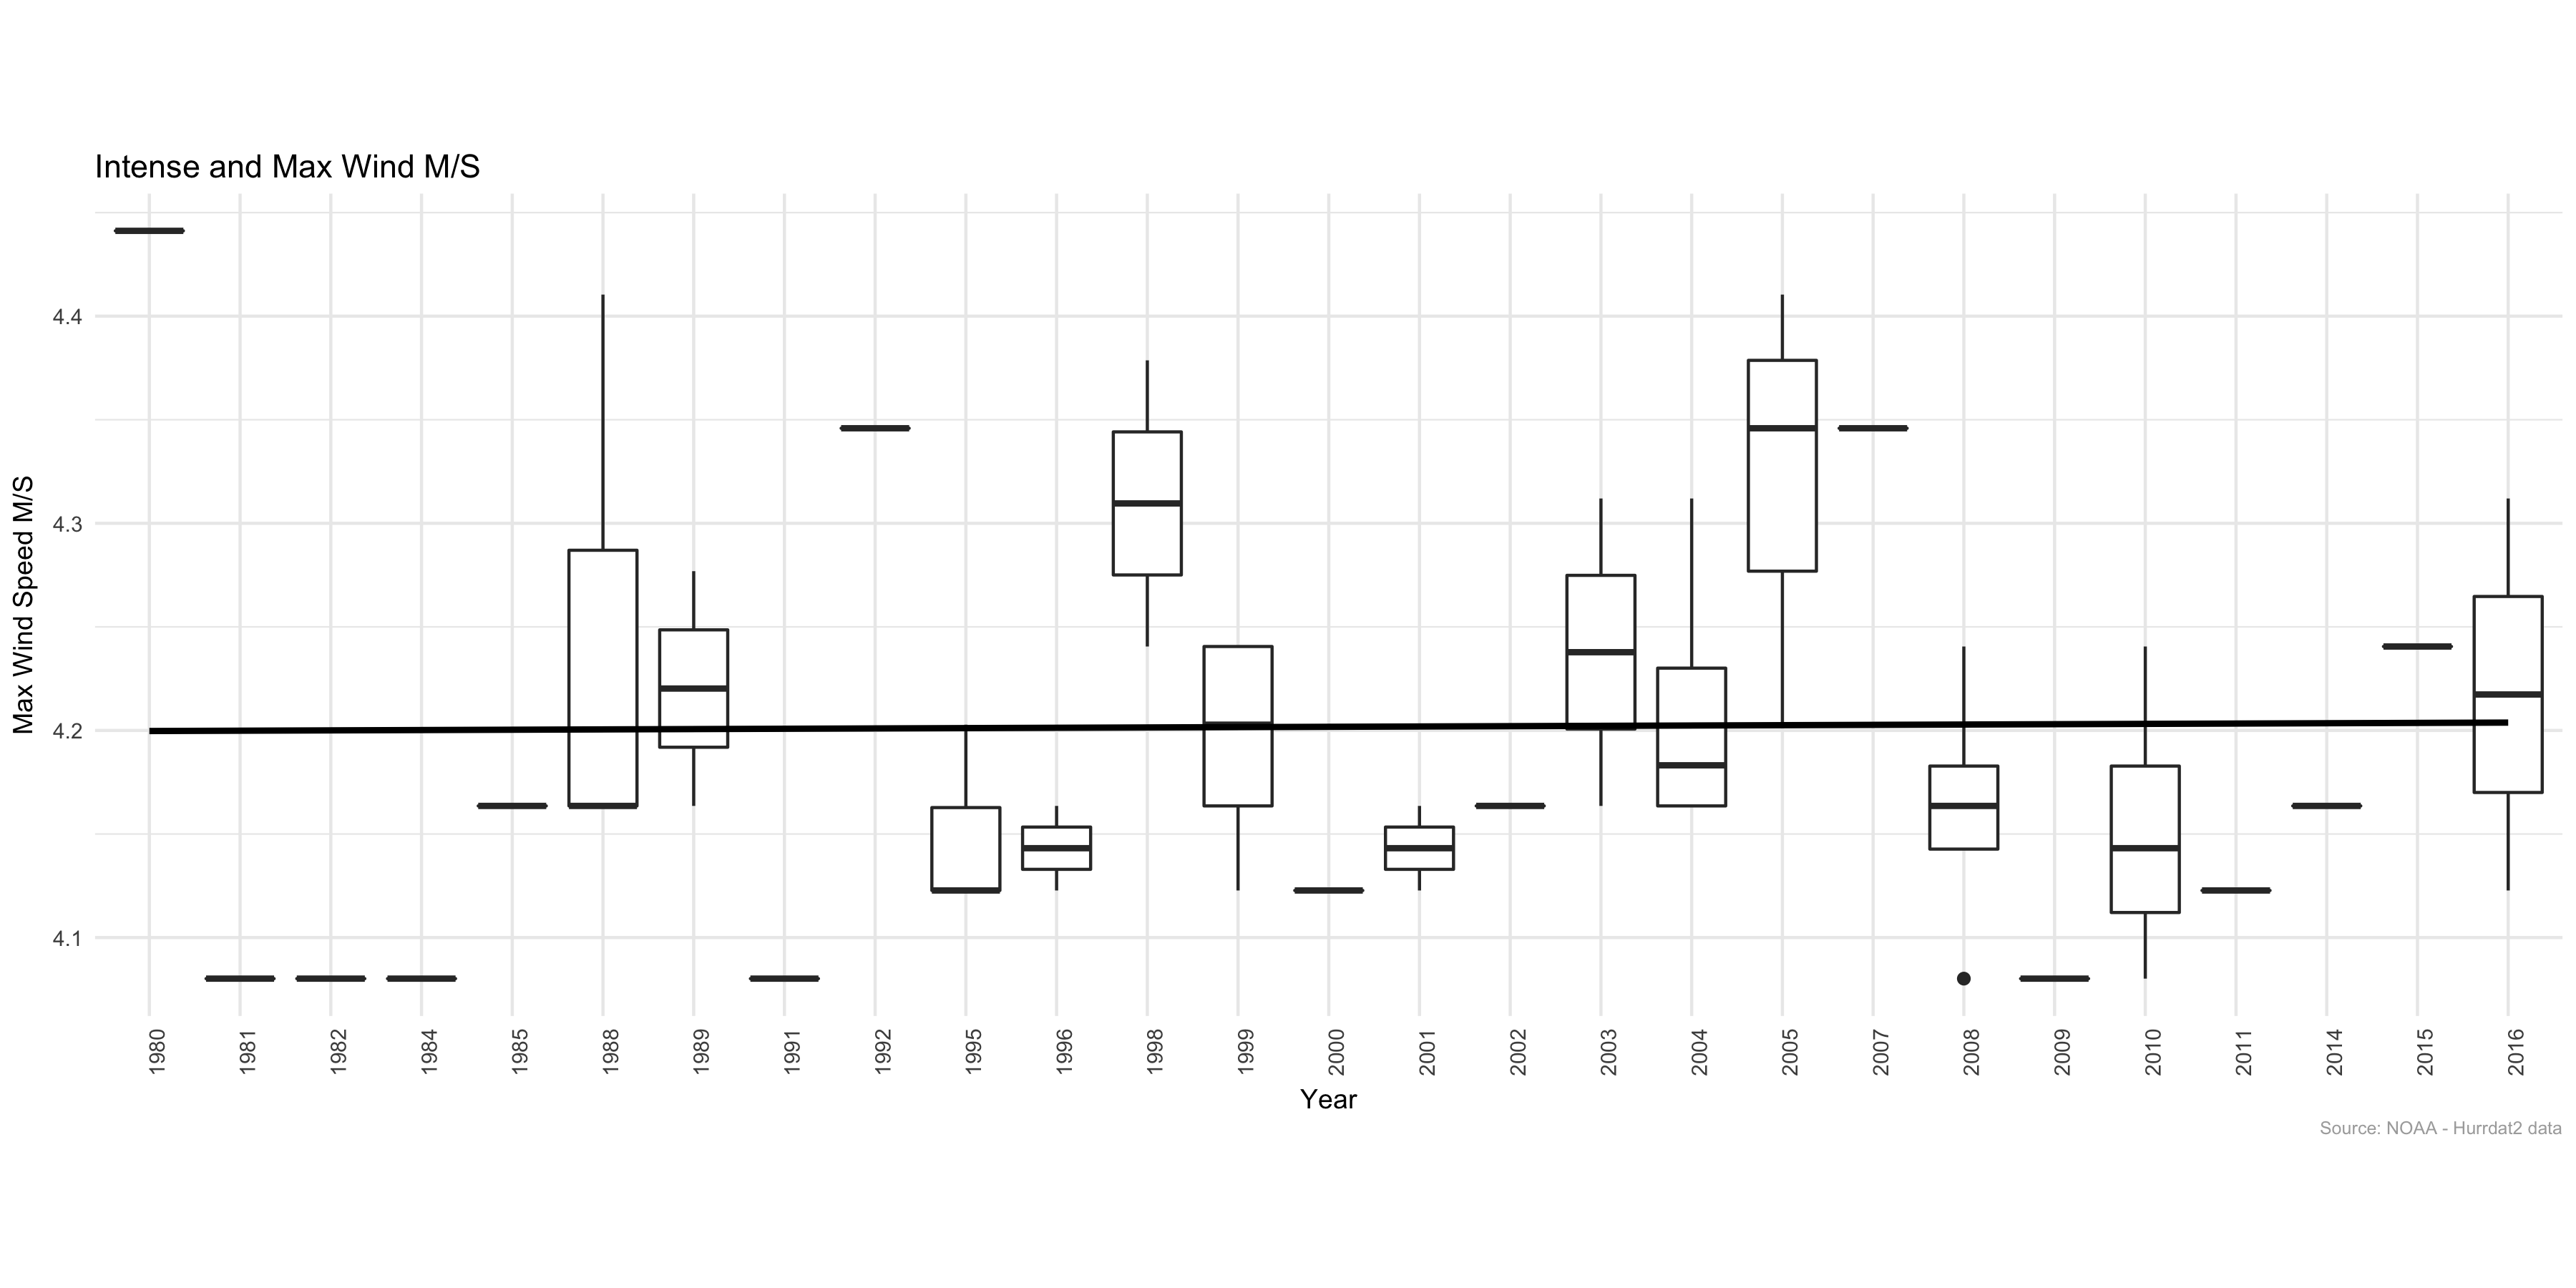 Intense and Max Wind M/S
Max Wind Speed M/S
4.4
4.3
4.2
4.1
1980 1981 1982 1984 1985 1988 1989 1991 1992 1995 1996 1998 1999 2000 2001 2002 2003 2004 2005 2007 2008 2009 2010 2011 2014 2015 2016
Year
Source: NOAA - Hurrdat2 data